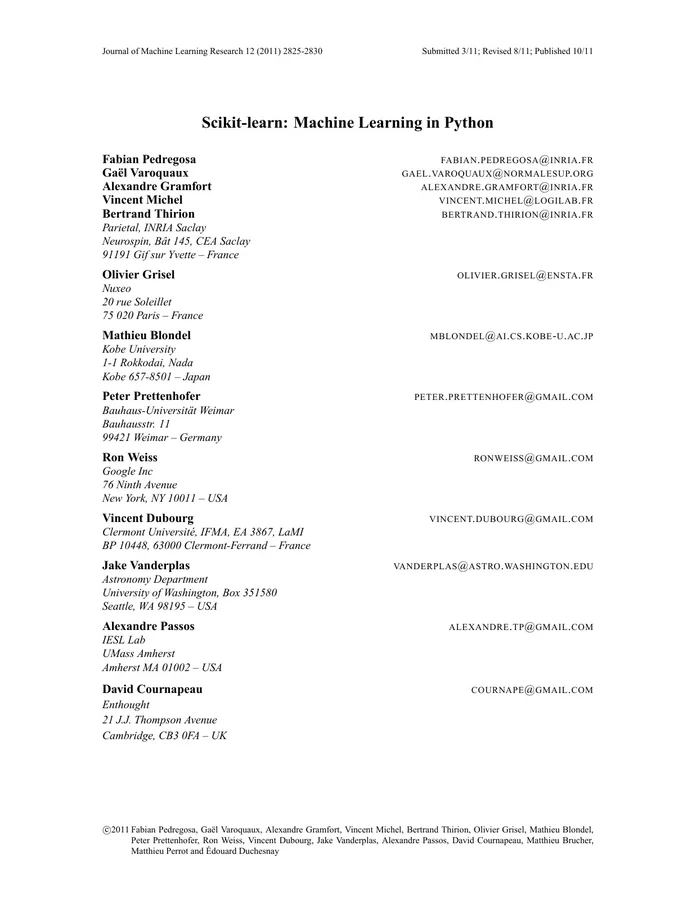 Journal of Machine Learning Research 12 (2011) 2825-2830 Submitted 3/11; Revised 8/11; Published 10/11
Scikit-learn: Machine Learning in Python
Fabian Pedregosa FABIAN.PEDREGOSA@INRIA.FR
Gaël Varoquaux GAEL.VAROQUAUX@NORMALESUP.ORG
Alexandre Gramfort ALEXANDRE.GRAMFORT@INRIA.FR
Vincent Michel VINCENT.MICHEL@LOGILAB.FR
Bertrand Thirion BERTRAND.THIRION@INRIA.FR
Parietal, INRIA Saclay
Neurospin, Bât 145, CEA Saclay
91191 Gif sur Yvette – France
Olivier Grisel OLIVIER.GRISEL@ENSTA.FR
Nuxeo
20 rue Soleillet
75 020 Paris – France
Mathieu Blondel MBLONDEL@AI.CS.KOBE-U.AC.JP
Kobe University
1-1 Rokkodai, Nada
Kobe 657-8501 – Japan
Peter Prettenhofer PETER.PRETTENHOFER@GMAIL.COM
Bauhaus-Universität Weimar
Bauhausstr. 11
99421 Weimar – Germany
Ron Weiss RONWEISS@GMAIL.COM
Google Inc
76 Ninth Avenue
New York, NY 10011 – USA
Vincent Dubourg VINCENT.DUBOURG@GMAIL.COM
Clermont Université, IFMA, EA 3867, LaMI
BP 10448, 63000 Clermont-Ferrand – France
Jake Vanderplas VANDERPLAS@ASTRO.WASHINGTON.EDU
Astronomy Department
University of Washington, Box 351580
Seattle, WA 98195 – USA
Alexandre Passos ALEXANDRE.TP@GMAIL.COM
IESL Lab
UMass Amherst
Amherst MA 01002 – USA
David Cournapeau COURNAPE@GMAIL.COM
Enthought
21 J.J. Thompson Avenue
Cambridge, CB3 0FA – UK
©2011 Fabian Pedregosa, Gaël Varoquaux, Alexandre Gramfort, Vincent Michel, Bertrand Thirion, Olivier Grisel, Mathieu Blondel,
Peter Prettenhofer, Ron Weiss, Vincent Dubourg, Jake Vanderplas, Alexandre Passos, David Cournapeau, Matthieu Brucher,
Matthieu Perrot and Édouard Duchesnay